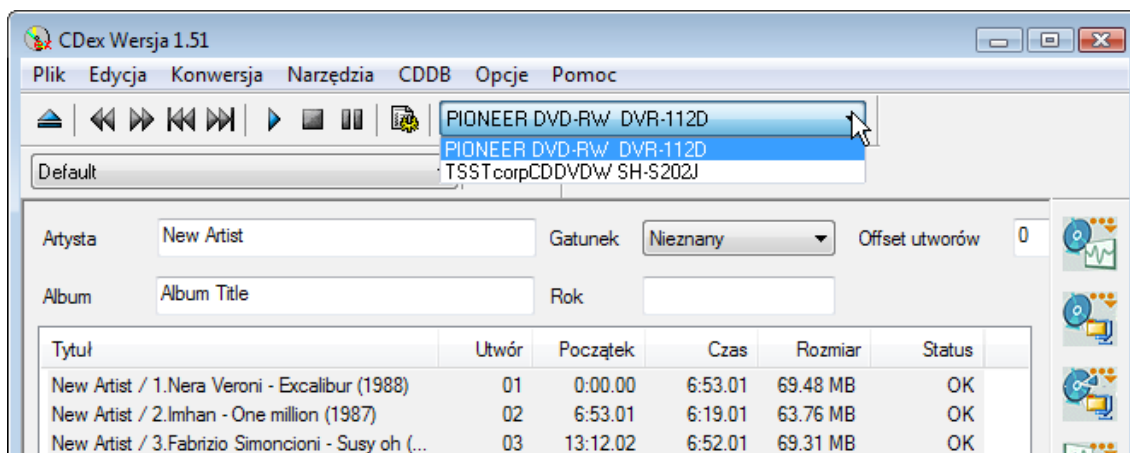 CDex Wersja 1.51
Plik Edycja Konwersja Narzędzia CDDB Opcje Pomoc
PIONEER DVD-RW DVR-112D
PIONEER DVD-RW DVR-112D
Default
TSSTcorpCDDVDW SH-S202J
Artysta New Artist Gatunek Nieznany Offset utworów 0
Album Album Title Rok
Tytuł Utwór Początek Czas Rozmiar Status
New Artist / 1.Nera Veroni - Excalibur (1988) 01 0:00.00 6:53.01 69.48 MB OK
New Artist / 2.Imhan - One million (1987) 02 6:53.01 6:19.01 63.76 MB OK
New Artist / 3.Fabrizio Simoncioni - Susy oh (... 03 13:12.02 6:52.01 69.31 MB OK